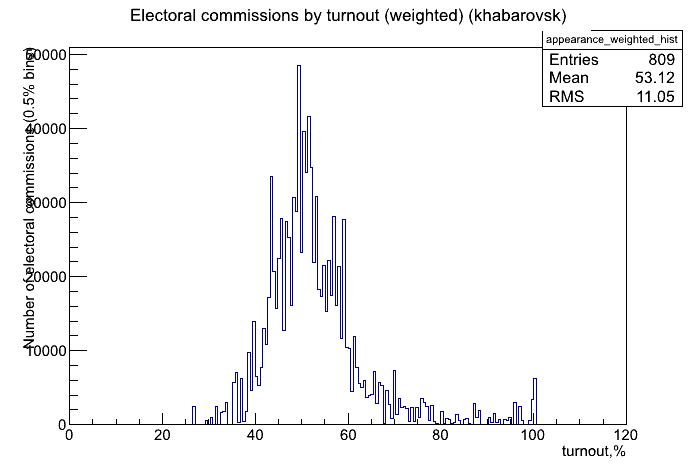 Electoral commissions by turnout (weighted) (khabarovsk)
appearance_weighted_hist
Entries 809
Mean 53.12
RMS 11.05
Number of electoral commissions (0.5% bins)
50000
40000
30000
20000
10000
0
0 20 40 60 80 100 120
turnout,%